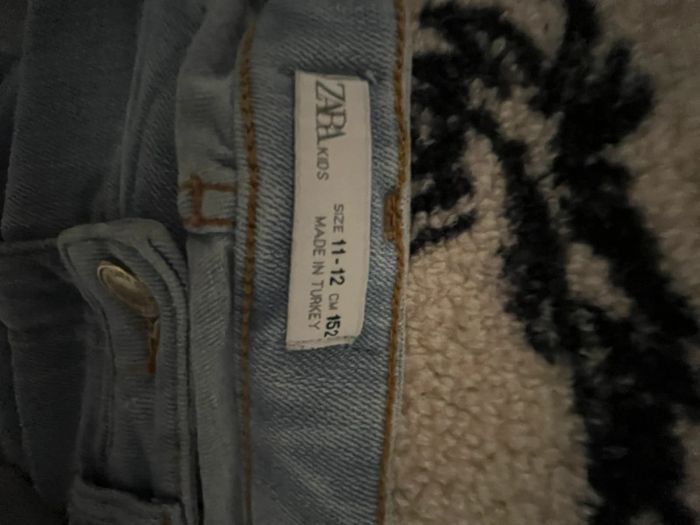 ZARA KIDS
SIZE 11-12 CM 152
MADE IN TURKEY